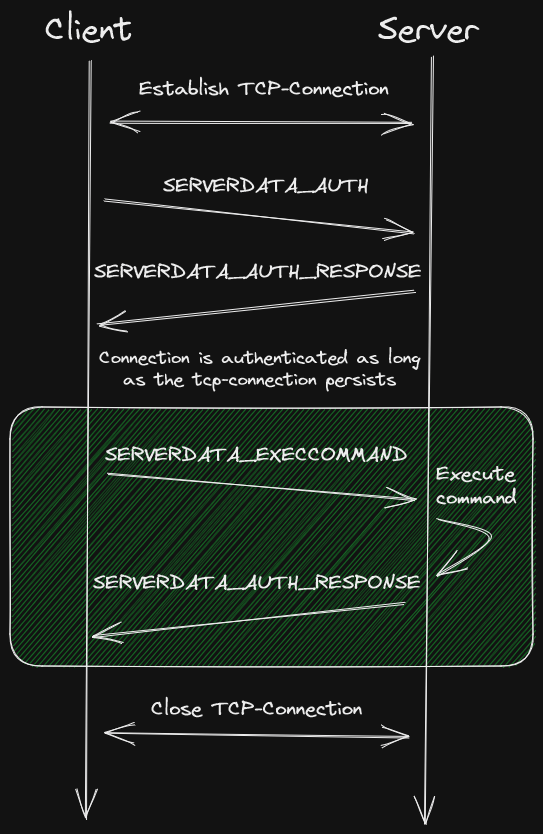 Client
Server
Establish TCP-Connection
SERVERDATA_AUTH
SERVERDATA_AUTH_RESPONSE
Connection is authenticated as long
as the tcp-connection persists
SERVERDATA_EXECCOMMAND
Execute
command
SERVERDATA_AUTH_RESPONSE
Close TCP-Connection